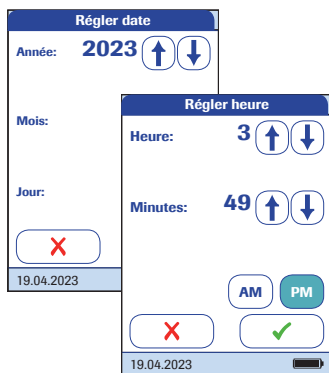 Régler date
Année: 2023
Mois:
Jour:
19.04.2023
Régler heure
Heure: 3
Minutes: 49
AM PM
19.04.2023